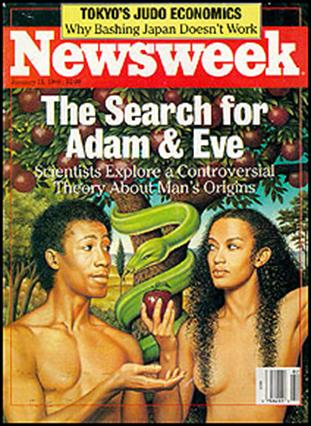 TOKYO'S JUDO ECONOMICS
Why Bashing Japan Doesn't Work
Newsweek
The Search for
Adam & Eve
Scientists Explore a Controversial
Theory About Man's Origins